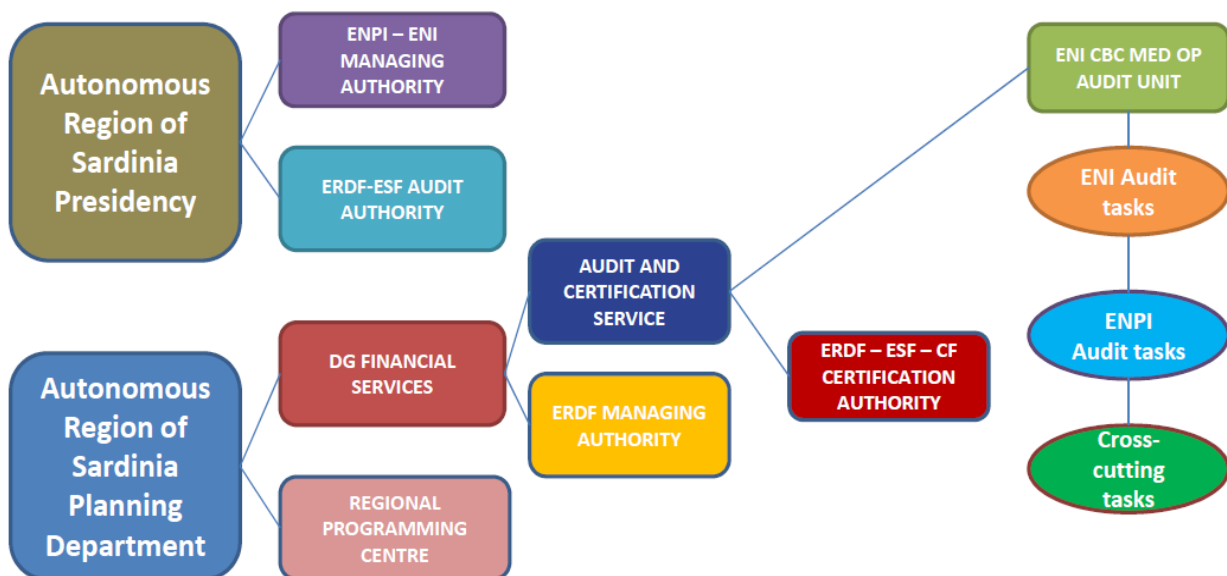 Autonomous
Region of
Sardinia
Presidency
ENPI – ENI
MANAGING
AUTHORITY
ERDF-ESF AUDIT
AUTHORITY
Autonomous
Region of
Sardinia
Planning
Department
DG FINANCIAL
SERVICES
REGIONAL
PROGRAMMING
CENTRE
AUDIT AND
CERTIFICATION
SERVICE
ERDF MANAGING
AUTHORITY
ERDF – ESF – CF
CERTIFICATION
AUTHORITY
ENI CBC MED OP
AUDIT UNIT
ENI Audit
tasks
ENPI
Audit tasks
Cross-
cutting
tasks